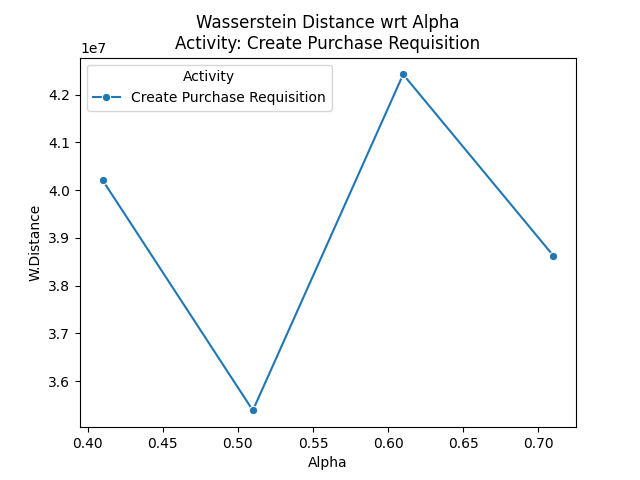 Wasserstein Distance wrt Alpha
Activity: Create Purchase Requisition
1e7
Activity
Create Purchase Requisition
4.2
4.1
4.0
3.9
3.8
3.7
3.6
W.Distance
0.40 0.45 0.50 0.55 0.60 0.65 0.70
Alpha